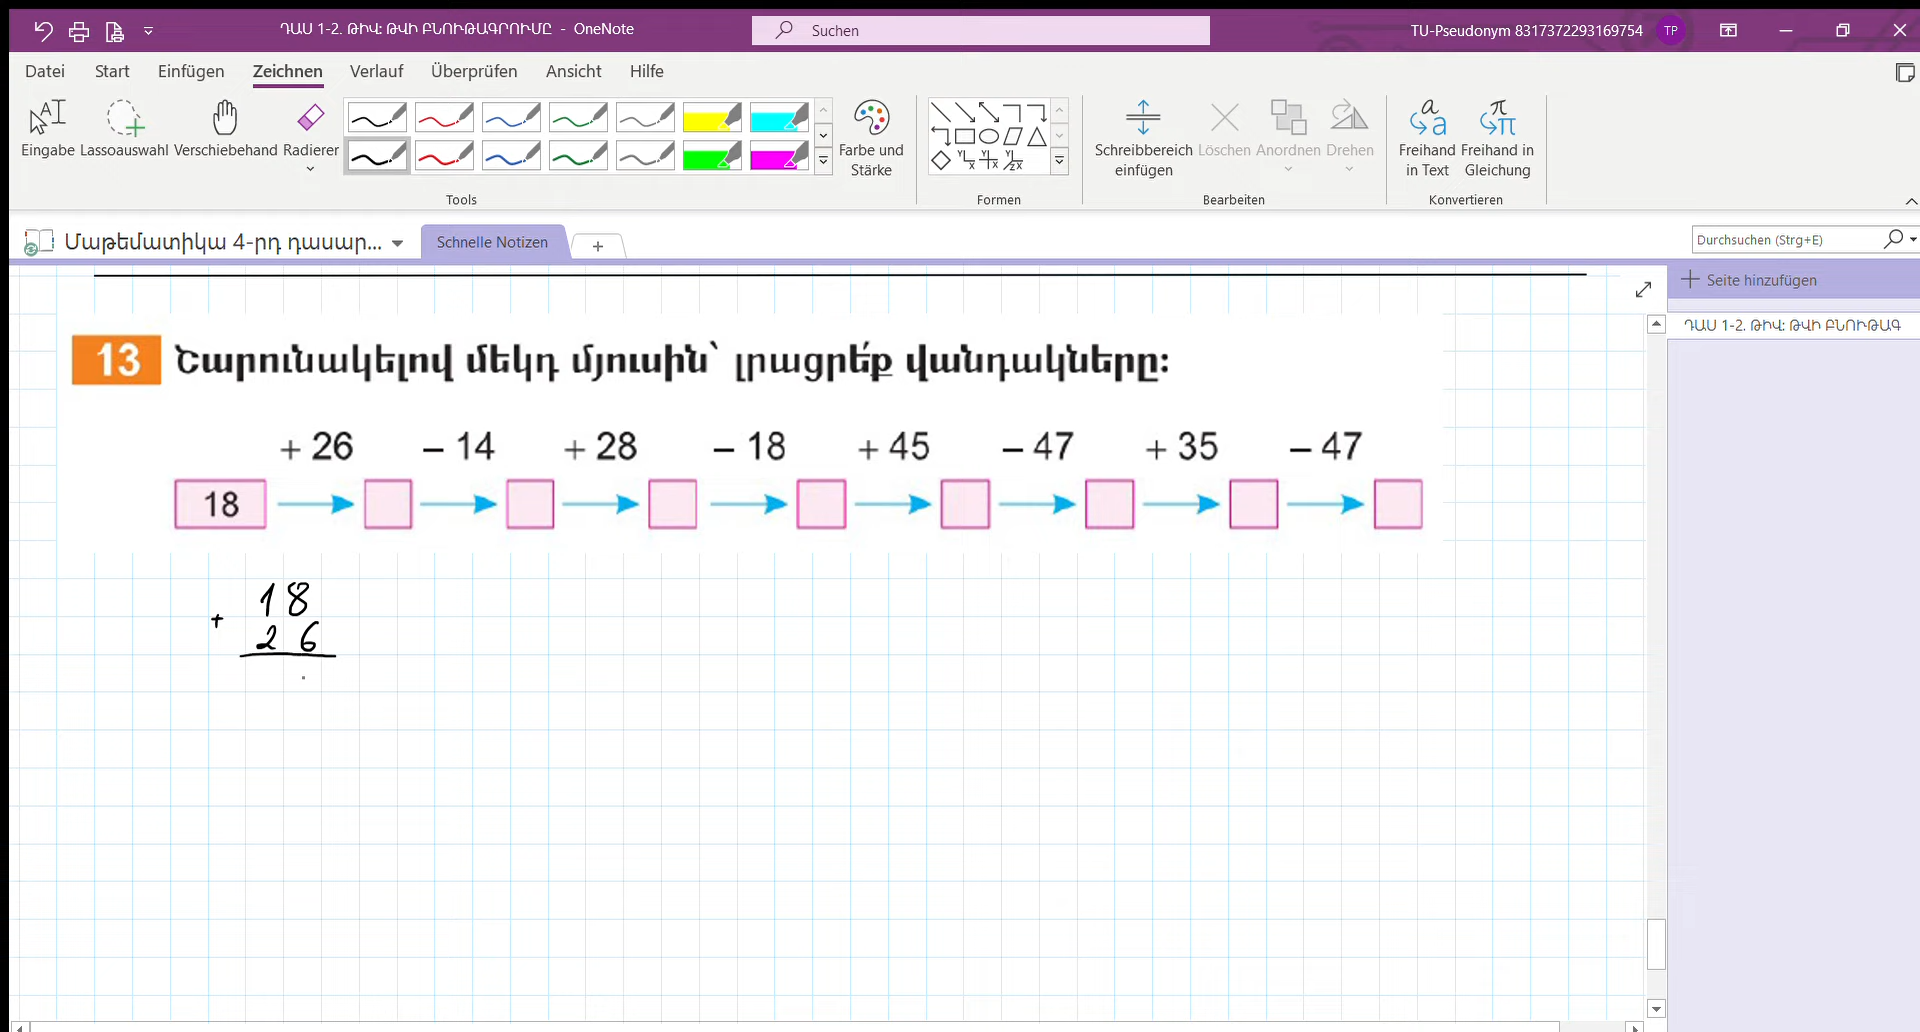 ԴԱՍ 1-2. ԹԻՎ: ԹՎԻ ԲՆՈՒԹԱԳՐՈՒՄԸ - OneNote
Suchen
TU-Pseudonym 8317372293169754
TP
Datei Start Einfügen Zeichnen Verlauf Überprüfen Ansicht Hilfe
Eingabe Lassoauswahl Verschiebehand Radierer
Farbe und Stärke
Schreibbereich einfügen
Löschen Anordnen Drehen
Freihand in Text
Freihand in Gleichung
Tools Formen Bearbeiten Konvertieren
Մաթեմատիկա 4-րդ դասար...
Schnelle Notizen
Durchsuchen (Strg+E)
Seite hinzufügen
ԴԱՍ 1-2. ԹԻՎ: ԹՎԻ ԲՆՈՒԹԱԳ
13 Շարունակելով մեկդ մյուսին՝ լրացրե՛ք վանդակները։
+ 26 – 14 + 28 – 18 + 45 – 47 + 35 – 47
18
18
+
26